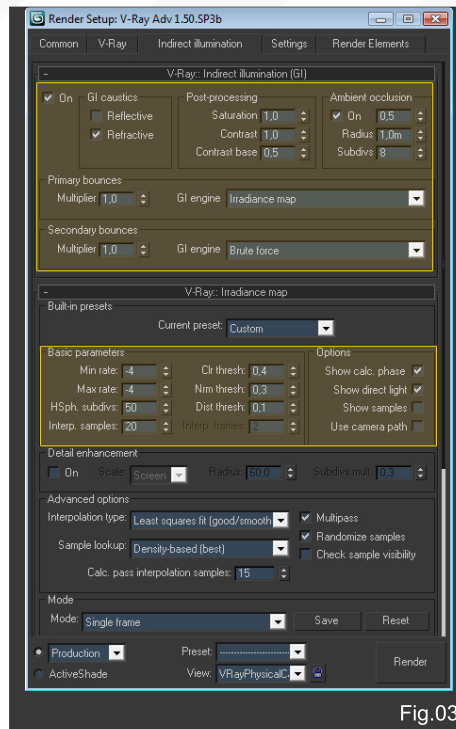 Render Setup: V-Ray Adv 1.50.SP3b
Common V-Ray Indirect illumination Settings Render Elements
- V-Ray:: Indirect illumination (GI)
On GI caustics Post-processing Ambient occlusion
Reflective Saturation 1,0 On 0,5
Refractive Contrast 1,0 Radius 1,0m
Contrast base 0,5 Subdivs 8
Primary bounces
Multiplier 1,0 GI engine Irradiance map
Secondary bounces
Multiplier 1,0 GI engine Brute force
- V-Ray:: Irradiance map
Built-in presets
Current preset: Custom
Basic parameters Options
Min rate: -4 Clr thresh: 0,4 Show calc. phase
Max rate: -4 Nrm thresh: 0,3 Show direct light
HSph. subdivs: 50 Dist thresh: 0,1 Show samples
Interp. samples: 20 Interp. frames: 2 Use camera path
Detail enhancement
On Scale: Screen Radius: 60,0 Subdivs mult. 0,3
Advanced options
Interpolation type: Least squares fit (good/smooth Multipass
Randomize samples
Sample lookup: Density-based (best) Check sample visibility
Calc. pass interpolation samples: 15
Mode
Mode: Single frame Save Reset
Production Preset: Render
ActiveShade View: VRayPhysicalC
Fig.03